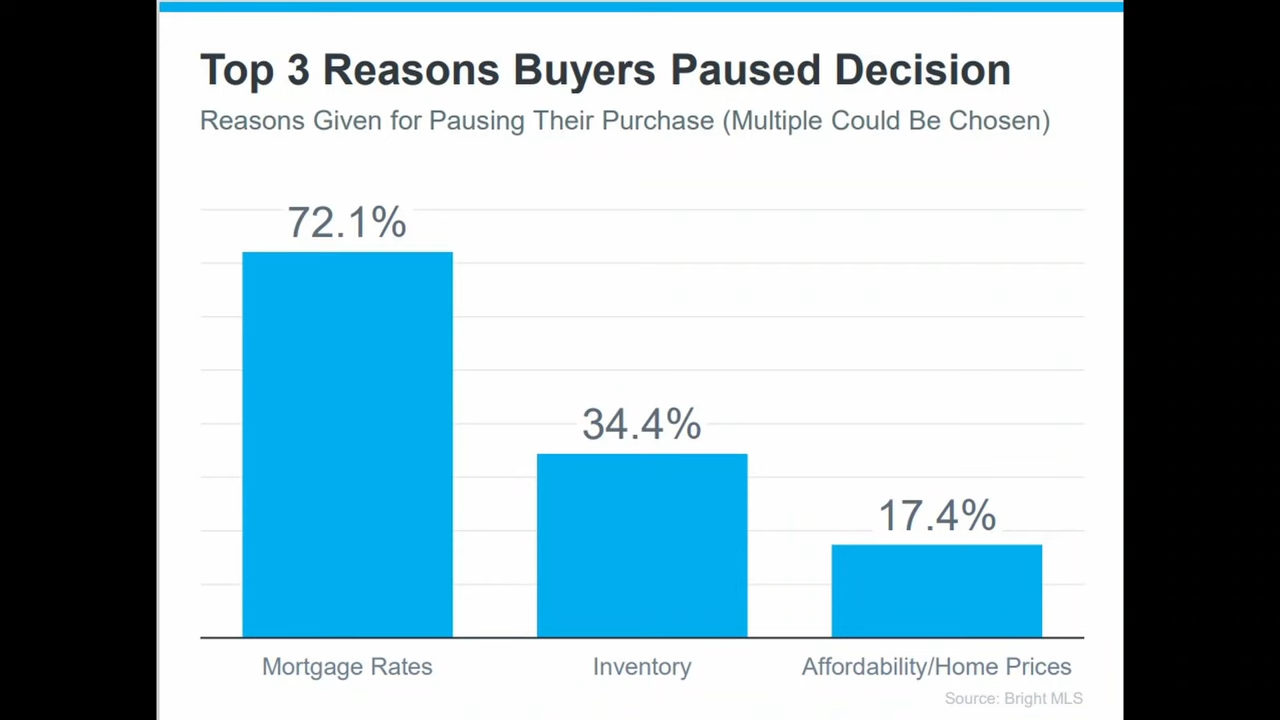 Top 3 Reasons Buyers Paused Decision
Reasons Given for Pausing Their Purchase (Multiple Could Be Chosen)
72.1%
34.4%
17.4%
Mortgage Rates
Inventory
Affordability/Home Prices
Source: Bright MLS